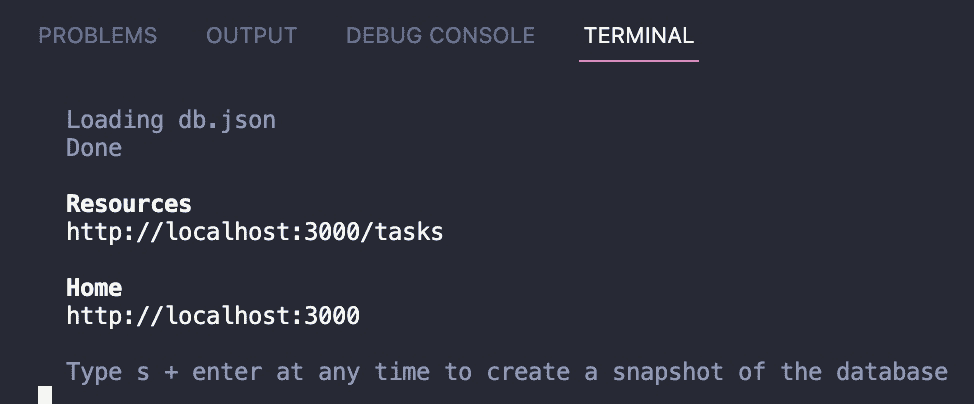 PROBLEMS OUTPUT DEBUG CONSOLE TERMINAL
Loading db.json
Done
Resources
http://localhost:3000/tasks
Home
http://localhost:3000
Type s + enter at any time to create a snapshot of the database